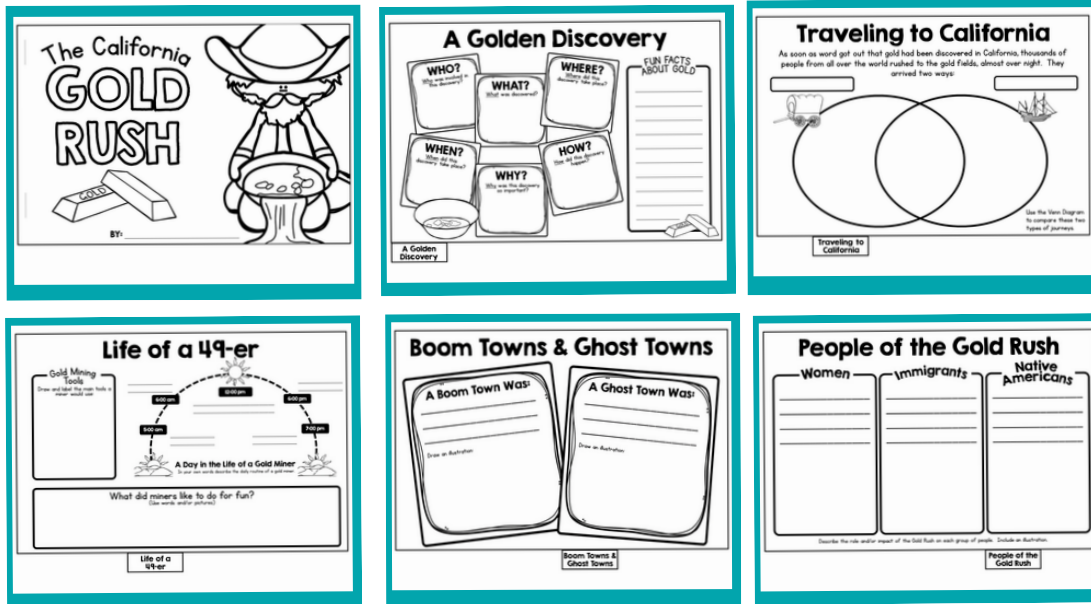 The California
GOLD
RUSH
GOLD
BY:
A Golden Discovery
WHO?
Who was involved in
this discovery?
WHAT?
What was discovered?
WHERE?
Where did this
discovery take place?
FUN FACTS
ABOUT GOLD
WHEN?
When did this
discovery take place?
WHY?
Why was this discovery
so important?
HOW?
How did this discovery
happen?
A Golden
Discovery
Traveling to California
As soon as word got out that gold had been discovered in California, thousands of
people from all over the world rushed to the gold fields, almost over night. They
arrived two ways:
Use the Venn Diagram
to compare these two
types of journeys.
Traveling to
California
Life of a 49-er
Gold Mining
Tools
Draw and label the main tools a
miner would use
12:00 pm
6:00 am
6:00 pm
5:00 am
7:00 pm
A Day in the Life of a Gold Miner
In your own words describe the daily routine of a gold miner.
What did miners like to do for fun?
(Use words and/or pictures)
Life of a
49-er
Boom Towns & Ghost Towns
A Boom Town Was:
Draw an illustration:
A Ghost Town Was:
Draw an illustration:
Boom Towns &
Ghost Towns
People of the Gold Rush
Women
Immigrants
Native
Americans
Describe the role and/or impact of the Gold Rush on each group of people. Include an illustration.
People of the
Gold Rush